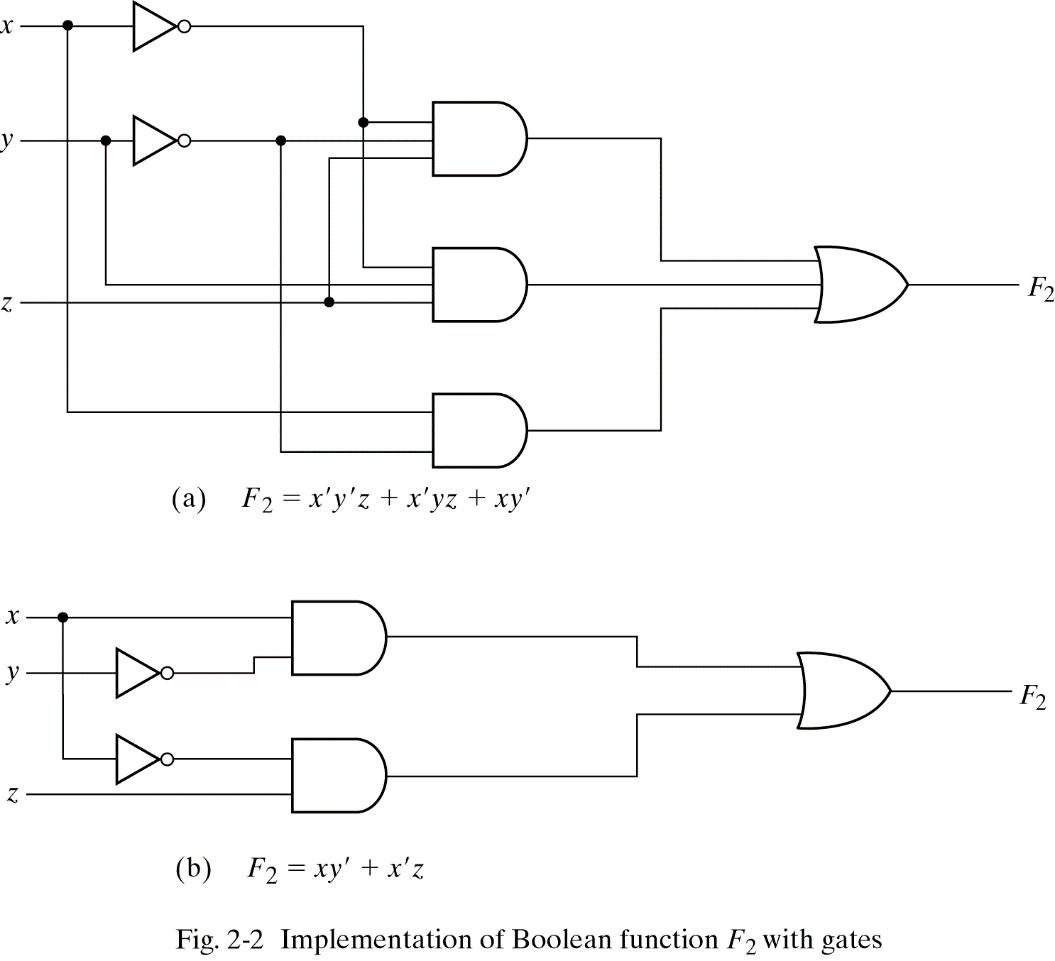 x
y
z
F₂
(a) F₂ = x′y′z + x′yz + xy′
x
y
z
F₂
(b) F₂ = xy′ + x′z
Fig. 2-2 Implementation of Boolean function F₂ with gates